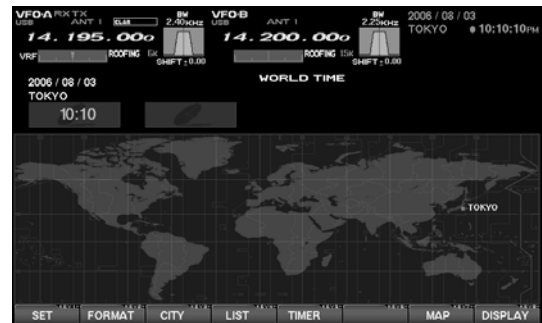 VFO-A RX TX
USB ANT 1 CLAR BW 2.40KHZ
14. 195. 00o
VRF ROOFING 6K SHIFT±0.00
VFO-B
USB ANT 1 BW 2.25KHZ
14. 200. 00o
ROOFING 15K SHIFT±0.00
2006 / 08 / 03
TOKYO 10:10:10PM
WORLD TIME
2006 / 08 / 03
TOKYO
10:10
TOKYO
SET FORMAT CITY LIST TIMER MAP DISPLAY